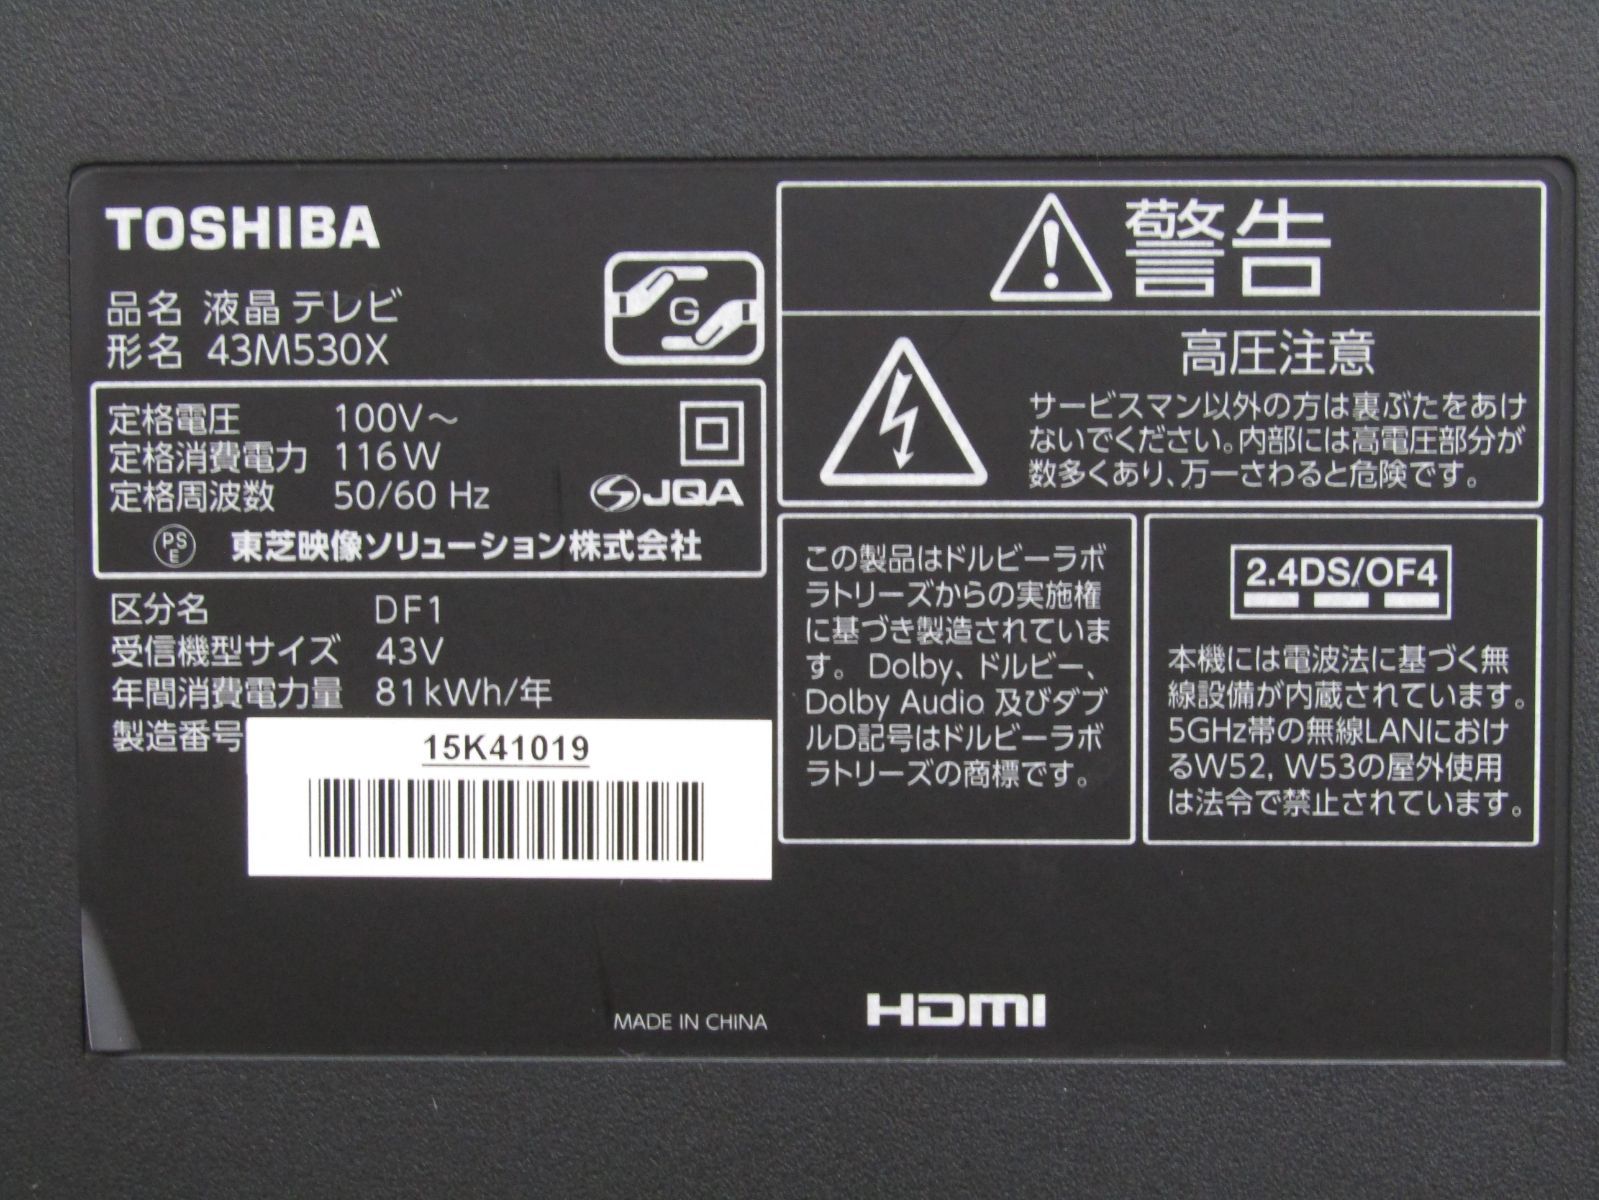 TOSHIBA
品名 液晶 テレビ
形名 43M530X
G
定格電圧 100V～
定格消費電力 116W
定格周波数 50/60 Hz
JQA
PS
E
東芝映像ソリューション株式会社
区分名 DF1
受信機型サイズ 43V
年間消費電力量 81kWh/年
製造番号
15K41019
MADE IN CHINA
警告
高圧注意
サービスマン以外の方は裏ぶたをあけ
ないでください。内部には高電圧部分が
数多くあり、万一さわると危険です。
この製品はドルビーラボ
ラトリーズからの実施権
に基づき製造されていま
す。Dolby、ドルビー、
Dolby Audio 及びダブ
ルD記号はドルビーラボ
ラトリーズの商標です。
2.4DS/OF4
本機には電波法に基づく無
線設備が内蔵されています。
5GHz帯の無線LANにおけ
るW52, W53の屋外使用
は法令で禁止されています。
HDMI